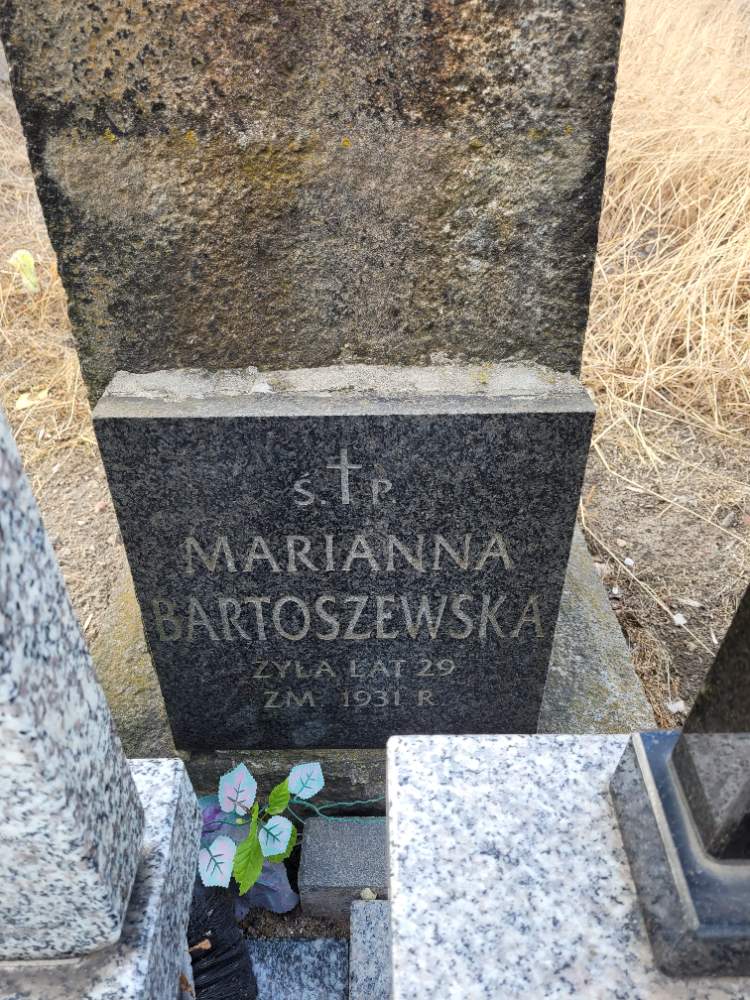 Ś. P.
MARIANNA
BARTOSZEWSKA
ŻYŁA LAT 29
ZM. 1931 R.